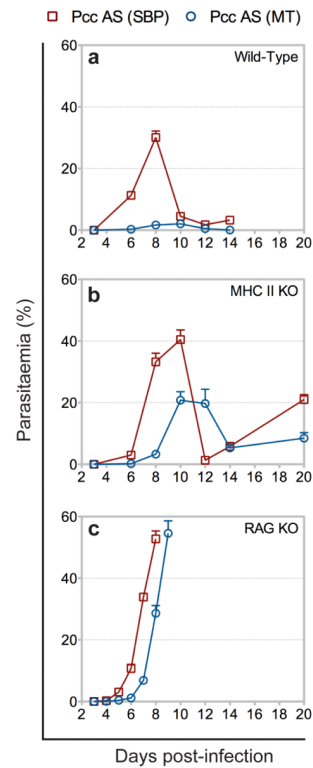 Pcc AS (SBP) Pcc AS (MT)
a Wild-Type
60
40
20
0
2 4 6 8 10 12 14 16 18 20
b MHC II KO
60
40
20
0
2 4 6 8 10 12 14 16 18 20
c RAG KO
60
40
20
0
2 4 6 8 10 12 14 16 18 20
Parasitaemia (%)
Days post-infection